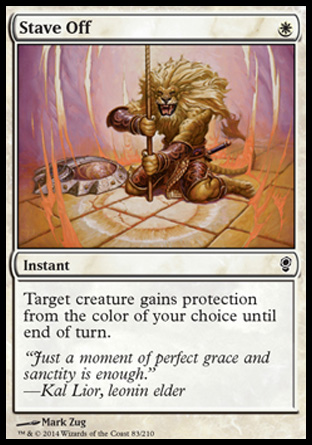 Stave Off
Instant
Target creature gains protection
from the color of your choice until
end of turn.
“Just a moment of perfect grace and
sanctity is enough.”
—Kal Lior, leonin elder
Mark Zug
™ & © 2014 Wizards of the Coast 83/210